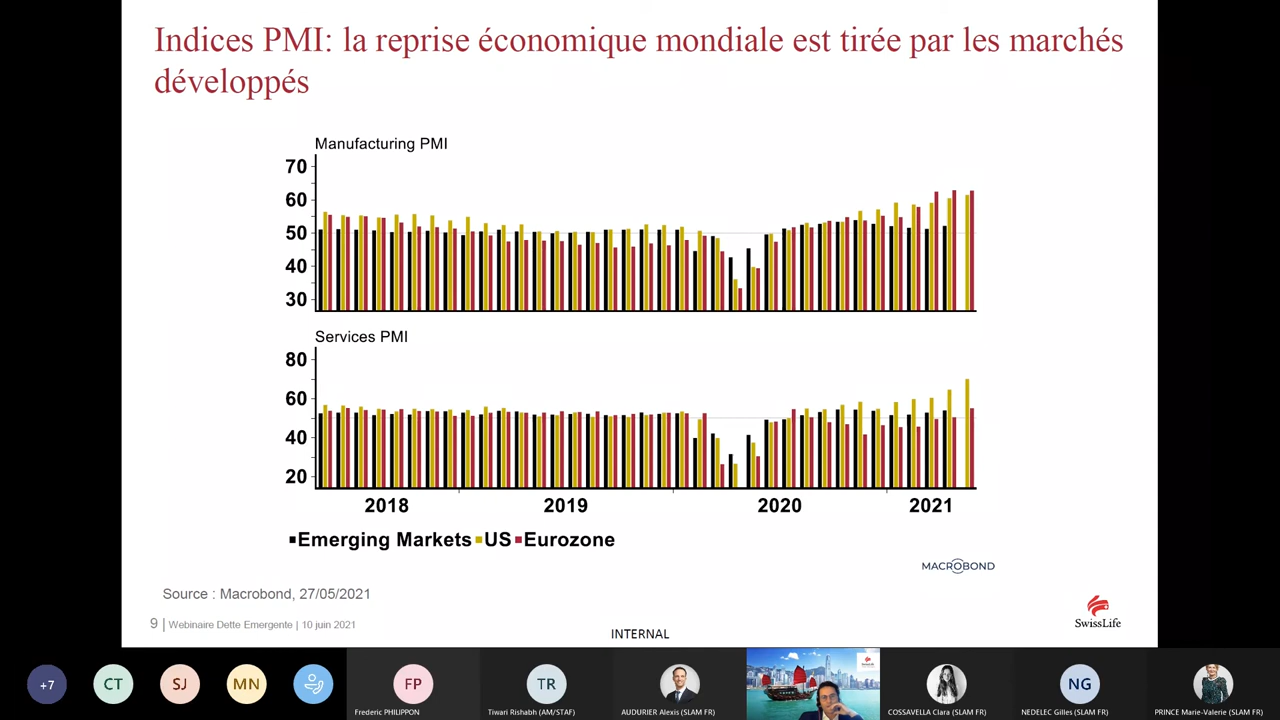 Indices PMI: la reprise économique mondiale est tirée par les marchés
développés
Manufacturing PMI
70
60
50
40
30
Services PMI
80
60
40
20
2018 2019 2020 2021
Emerging Markets US Eurozone
MACROBOND
Source : Macrobond, 27/05/2021
9 | Webinaire Dette Emergente | 10 juin 2021
SwissLife
INTERNAL
+7 CT SJ MN FP TR NG
Frederic PHILIPPON Tiwari Rishabh (AM/STAF) AUDURIER Alexis (SLAM FR) COSSAVELLA Clara (SLAM FR) NEDELEC Gilles (SLAM FR) PRINCE Marie-Valerie (SLAM FR)